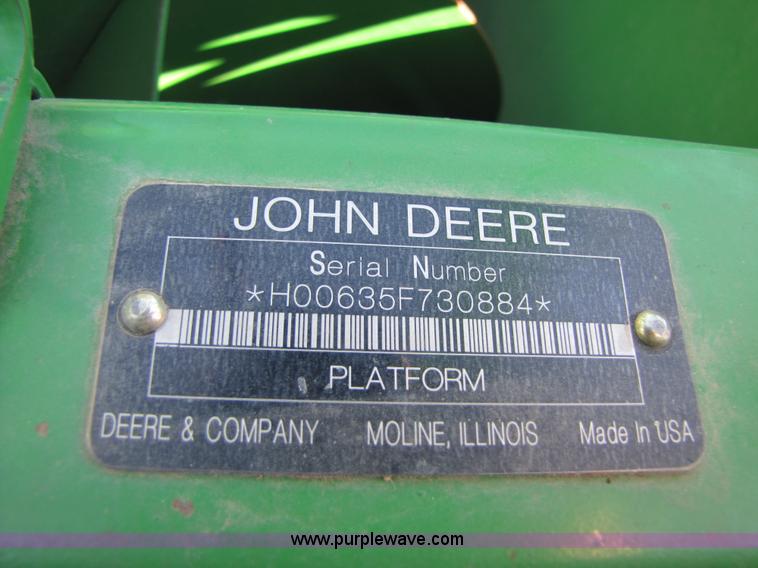 JOHN DEERE
Serial Number
*H00635F730884*
PLATFORM
DEERE & COMPANY MOLINE, ILLINOIS Made In USA
www.purplewave.com